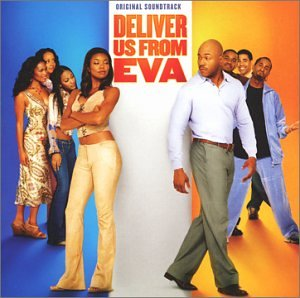 ORIGINAL SOUNDTRACK
DELIVER
US FROM
EVA